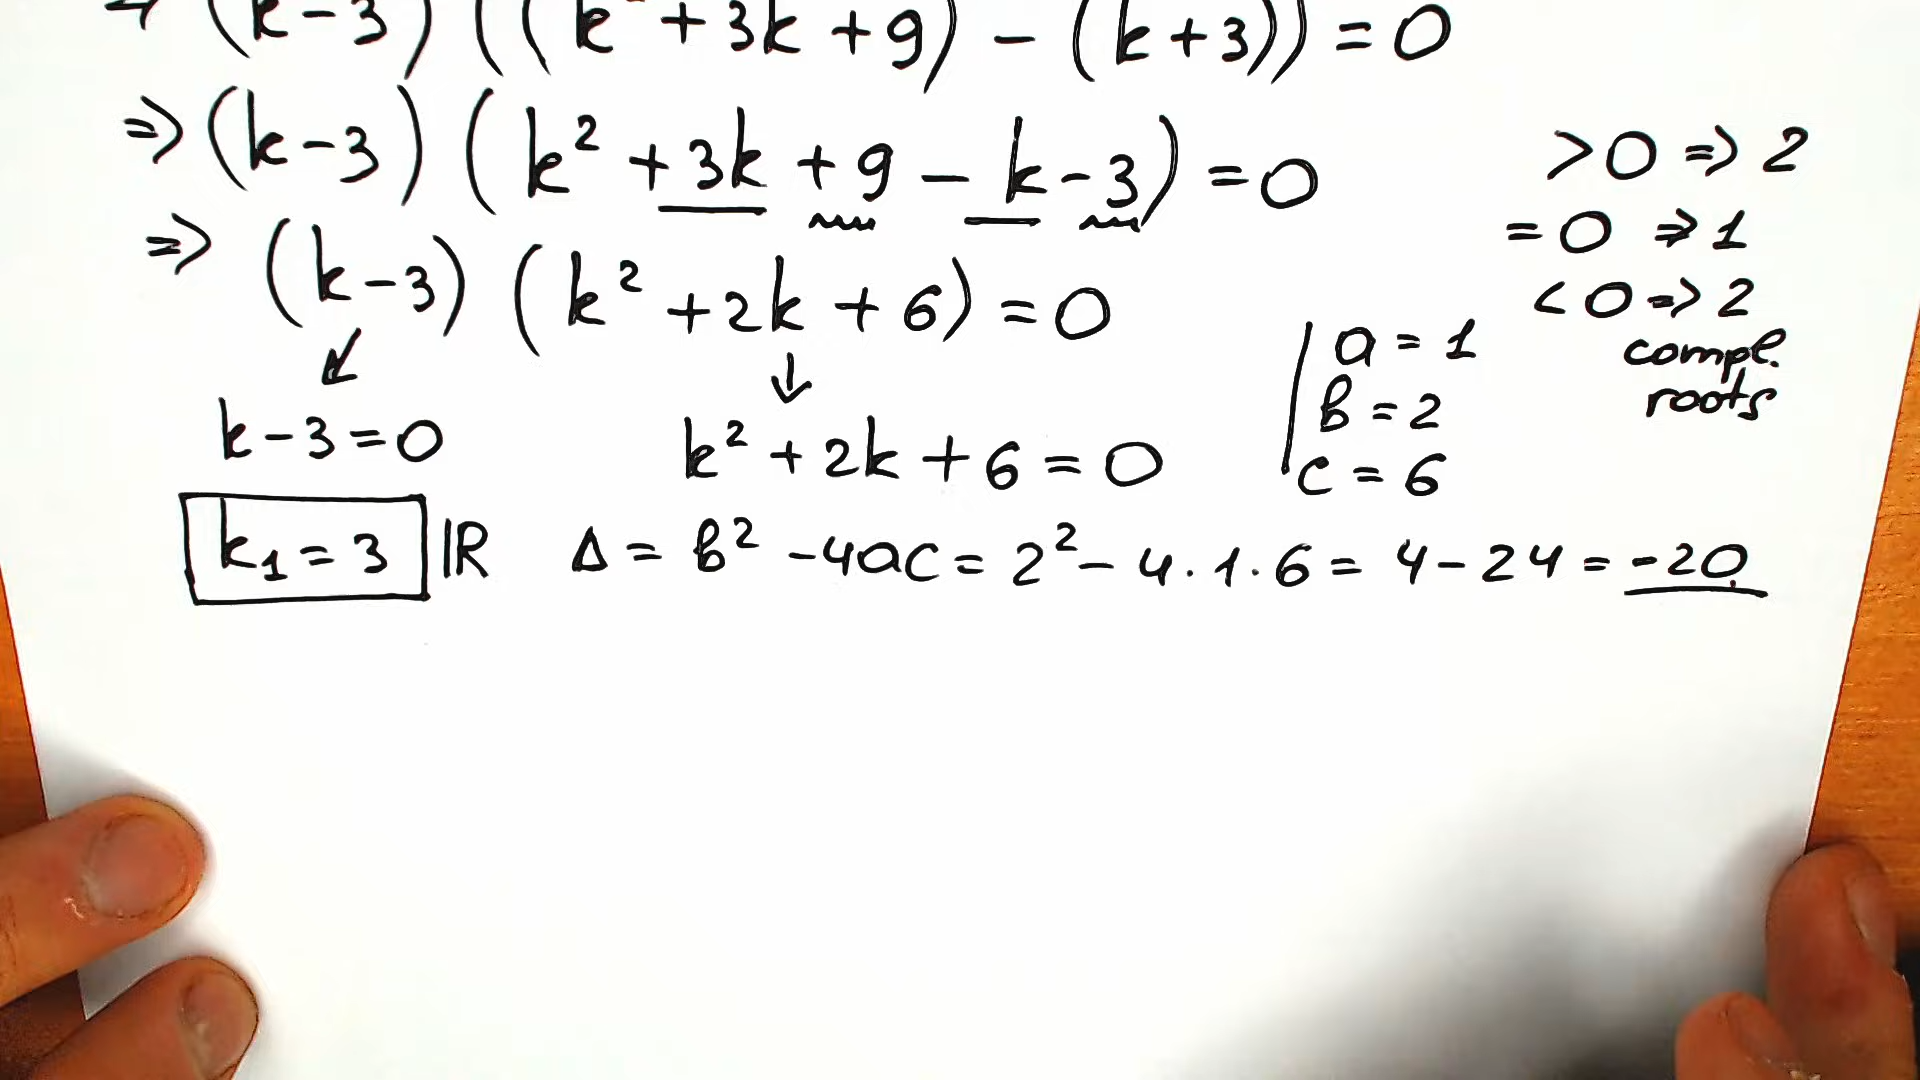 (k-3) ((k² +3k +9) - (k+3)) = 0
=> (k-3) (k² +3k +9 - k -3) = 0
=> (k-3) (k² +2k +6) = 0
k-3=0
k² +2k +6 = 0
k₁ = 3 IR
Δ = b² -4ac = 2² - 4·1·6 = 4-24 = -20
a = 1
b = 2
c = 6
>0 => 2
=0 => 1
<0 => 2
compl.
roots